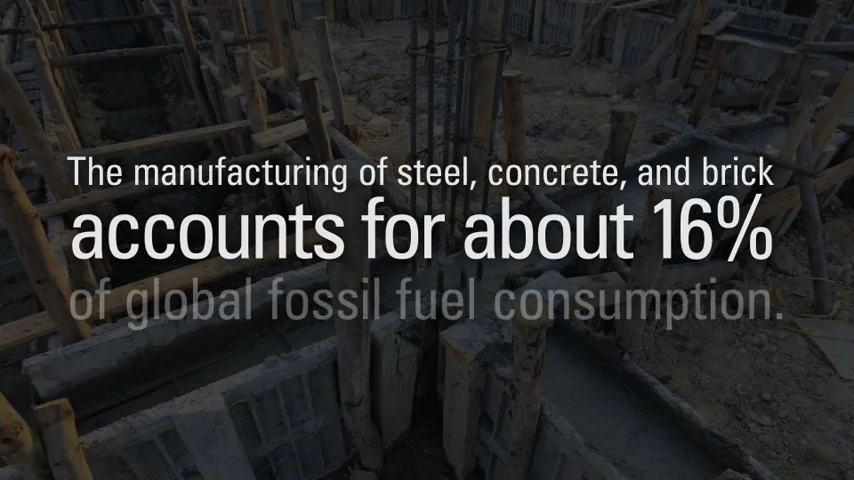 The manufacturing of steel, concrete, and brick
accounts for about 16%
of global fossil fuel consumption.